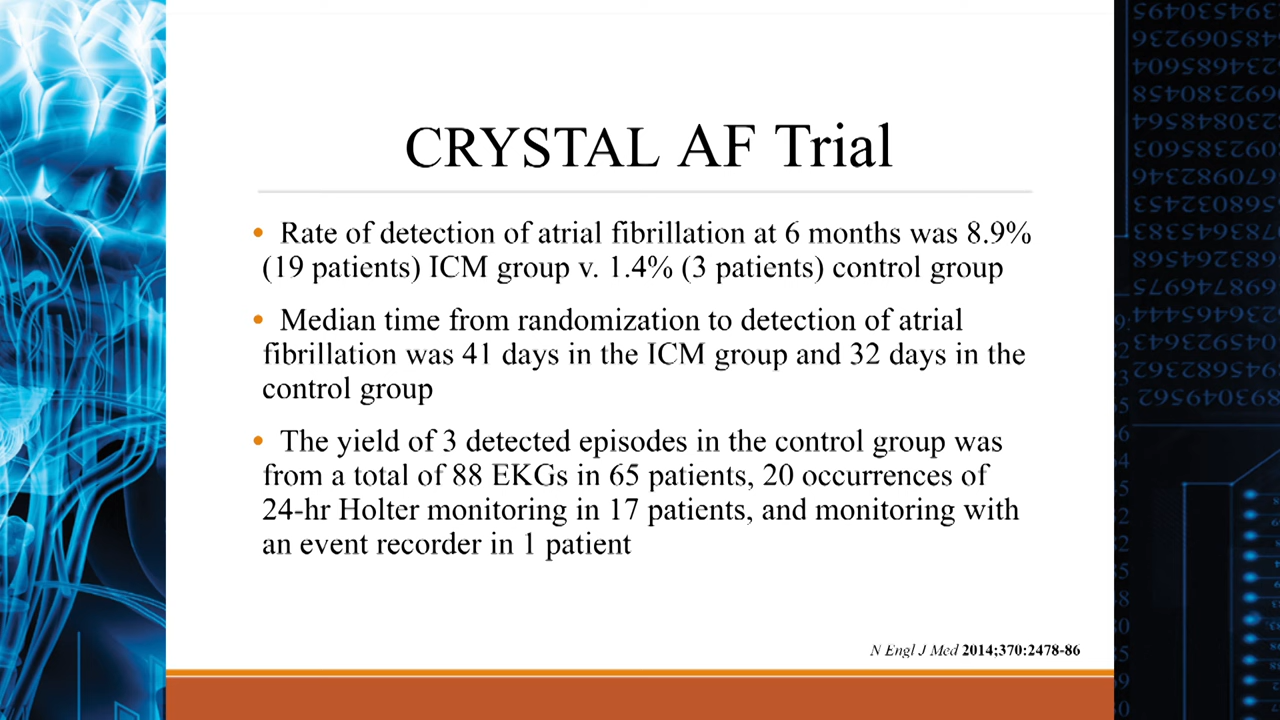 CRYSTAL AF Trial
• Rate of detection of atrial fibrillation at 6 months was 8.9%
(19 patients) ICM group v. 1.4% (3 patients) control group
• Median time from randomization to detection of atrial
fibrillation was 41 days in the ICM group and 32 days in the
control group
• The yield of 3 detected episodes in the control group was
from a total of 88 EKGs in 65 patients, 20 occurrences of
24-hr Holter monitoring in 17 patients, and monitoring with
an event recorder in 1 patient
N Engl J Med 2014;370:2478-86